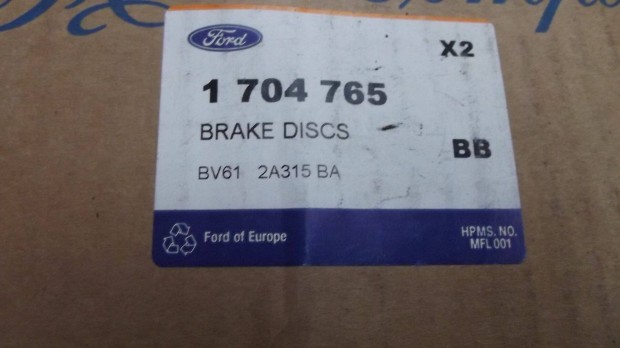 Ford
X2
1 704 765
BRAKE DISCS
BB
BV61 2A315 BA
Ford of Europe
HPMS. NO.
MFL 001